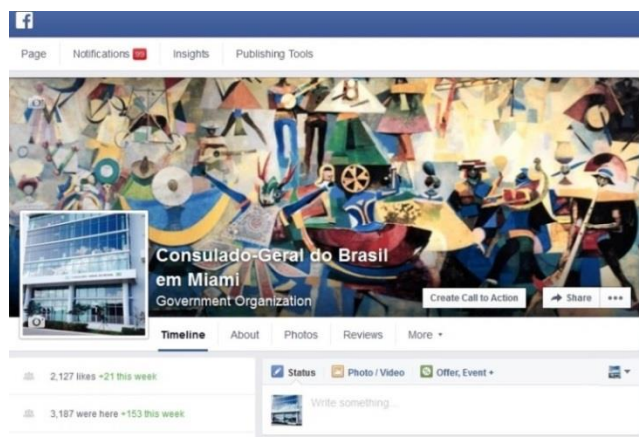 Page Notifications 99 Insights Publishing Tools
Consulado-Geral do Brasil
em Miami
Government Organization
Create Call to Action Share
Timeline About Photos Reviews More
2,127 likes +21 this week
3,187 were here +153 this week
Status Photo / Video Offer, Event +
Write something...